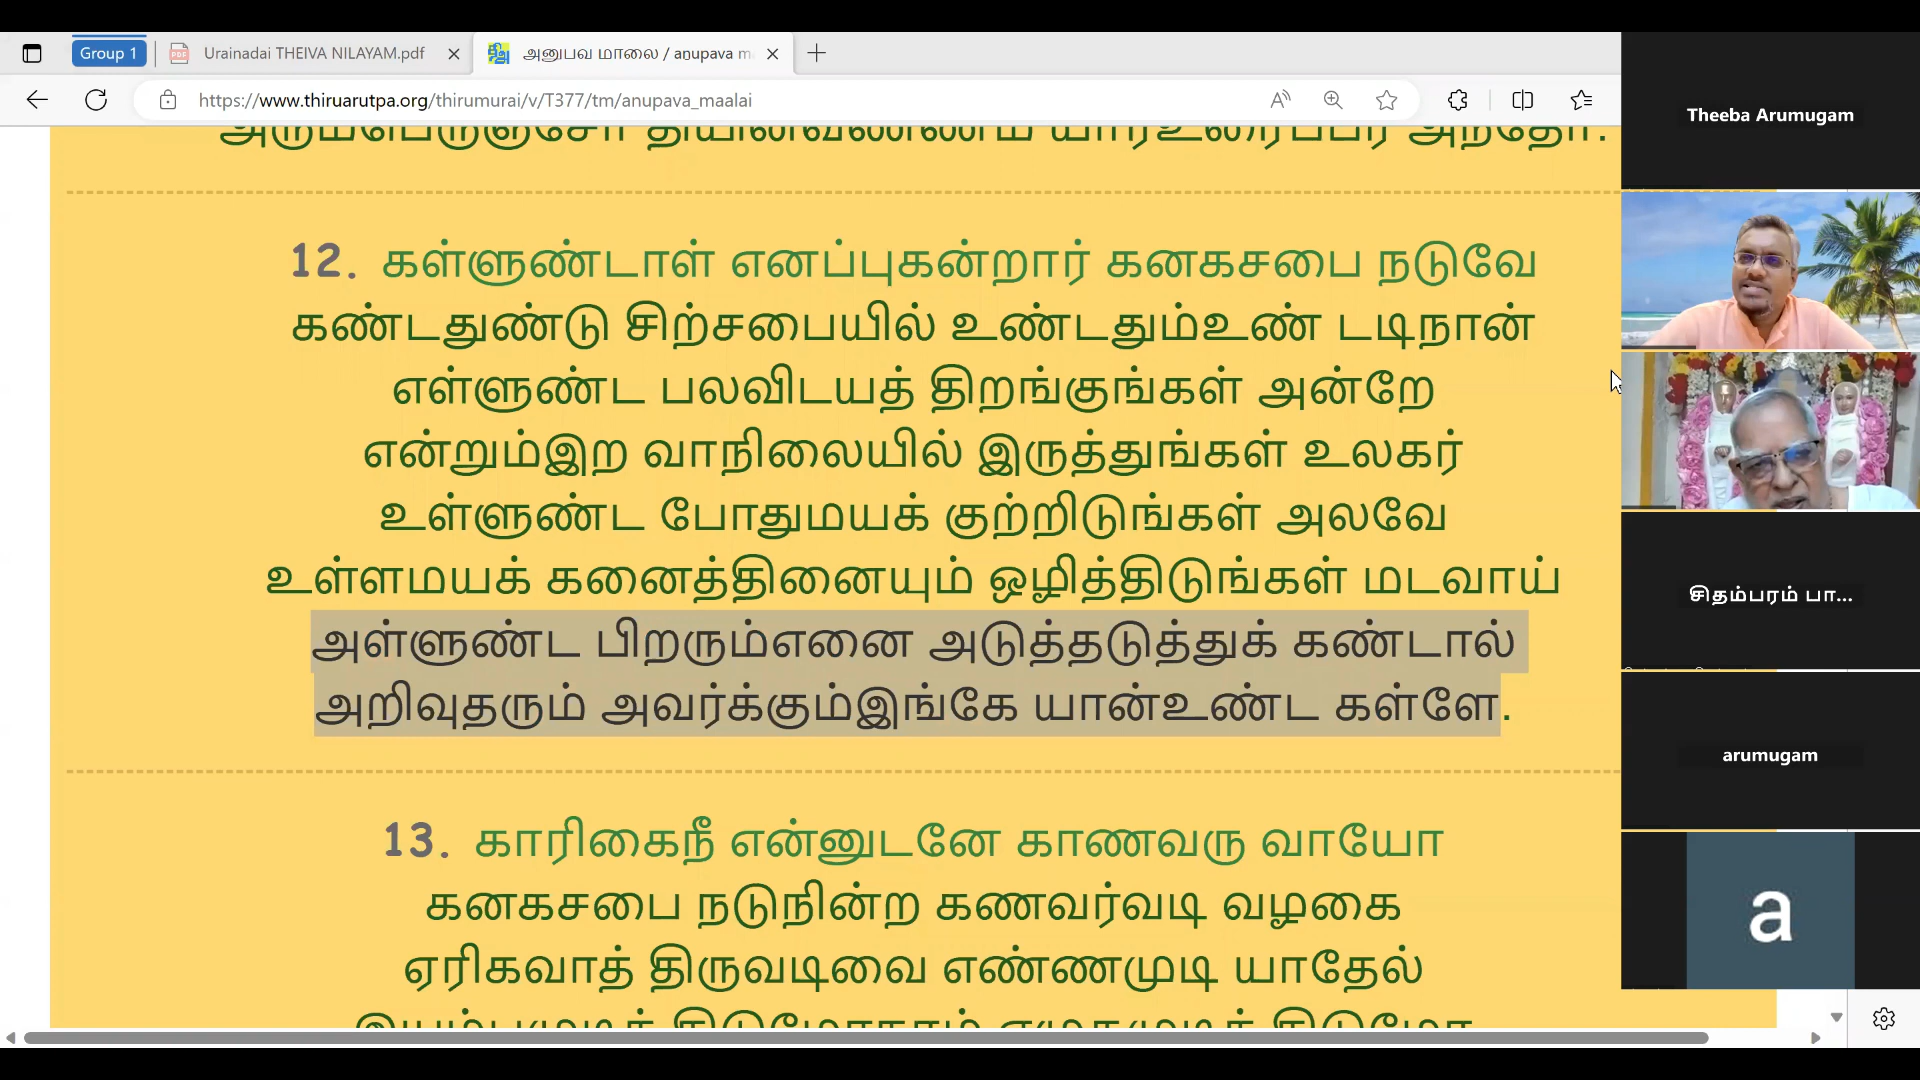 Group 1
Urainadai THEIVA NILAYAM.pdf
அனுபவ மாலை / anupava m
https://www.thiruarutpa.org/thirumurai/v/T377/tm/anupava_maalai
12. கள்ளுண்டாள் எனப்புகன்றார் கனகசபை நடுவே
கண்டதுண்டு சிற்சபையில் உண்டதும்உண் டடிநான்
எள்ளுண்ட பலவிடயத் திறங்குங்கள் அன்றே
என்றும்இற வாநிலையில் இருத்துங்கள் உலகர்
உள்ளுண்ட போதுமயக் குற்றிடுங்கள் அலவே
உள்ளமயக் கனைத்தினையும் ஒழித்திடுங்கள் மடவாய்
அள்ளுண்ட பிறரும்எனை அடுத்தடுத்துக் கண்டால்
அறிவுதரும் அவர்க்கும்இங்கே யான்உண்ட கள்ளே.
13. காரிகைநீ என்னுடனே காணவரு வாயோ
கனகசபை நடுநின்ற கணவர்வடி வழகை
ஏரிகவாத் திருவடிவை எண்ணமுடி யாதேல்
Theeba Arumugam
சிதம்பரம் பா...
arumugam
a